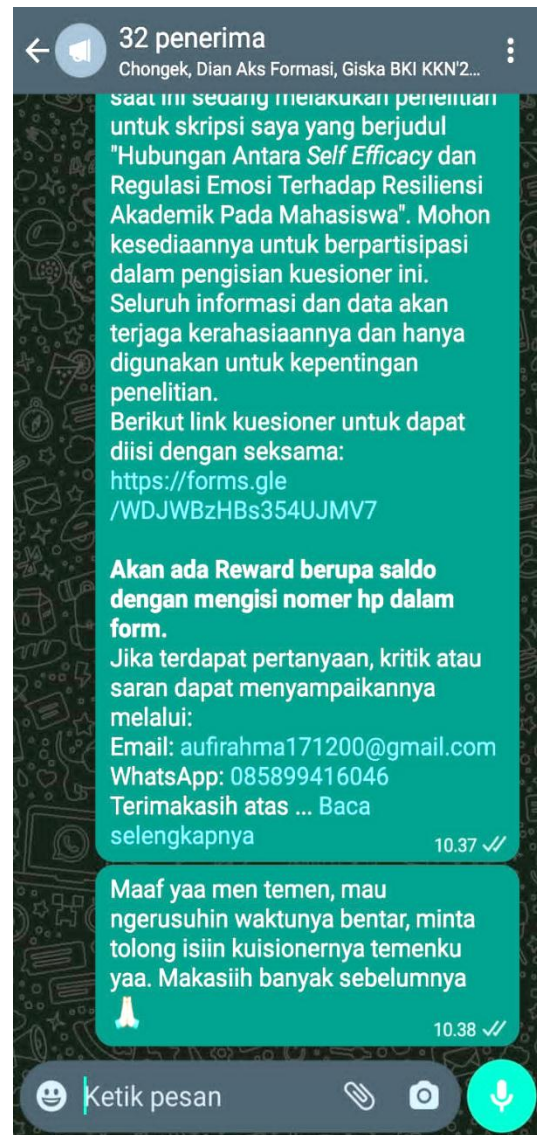 32 penerima
Chongek, Dian Aks Formasi, Giska BKI KKN'2...
saat ini sedang melakukan penelitian
untuk skripsi saya yang berjudul
"Hubungan Antara Self Efficacy dan
Regulasi Emosi Terhadap Resiliensi
Akademik Pada Mahasiswa". Mohon
kesediaannya untuk berpartisipasi
dalam pengisian kuesioner ini.
Seluruh informasi dan data akan
terjaga kerahasiaannya dan hanya
digunakan untuk kepentingan
penelitian.
Berikut link kuesioner untuk dapat
diisi dengan seksama:
https://forms.gle
/WDJWBzHBs354UJMV7
Akan ada Reward berupa saldo
dengan mengisi nomer hp dalam
form.
Jika terdapat pertanyaan, kritik atau
saran dapat menyampaikannya
melalui:
Email: aufirahma171200@gmail.com
WhatsApp: 085899416046
Terimakasih atas ... Baca
selengkapnya
10.37
Maaf yaa men temen, mau
ngerusuhin waktunya bentar, minta
tolong isiin kuisionernya temenku
yaa. Makasiih banyak sebelumnya
🙏🏻
10.38
Ketik pesan